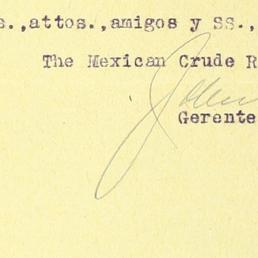 s.,attos.,amigos y SS.,
The Mexican Crude R
Gerente